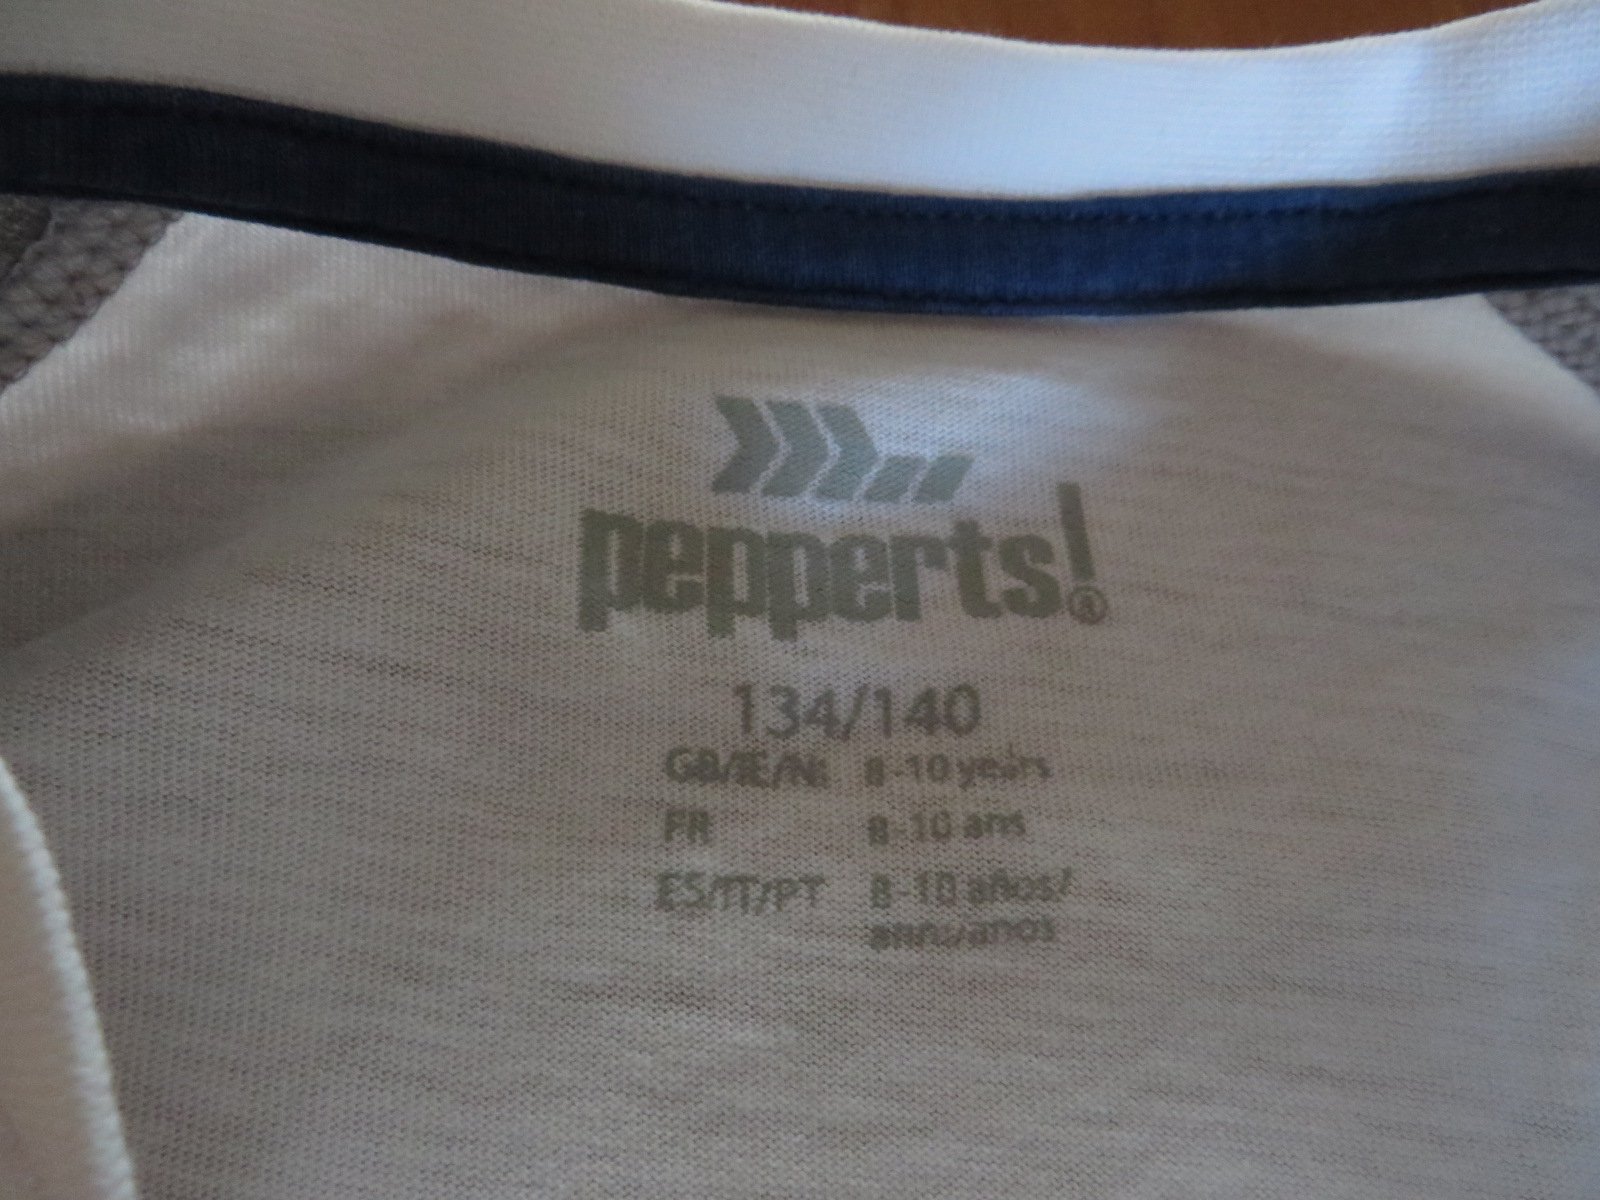 pepperts!®
134/140
GB/IE/NI 8-10 years
FR 8-10 ans
ES/IT/PT 8-10 años/
anni/anos